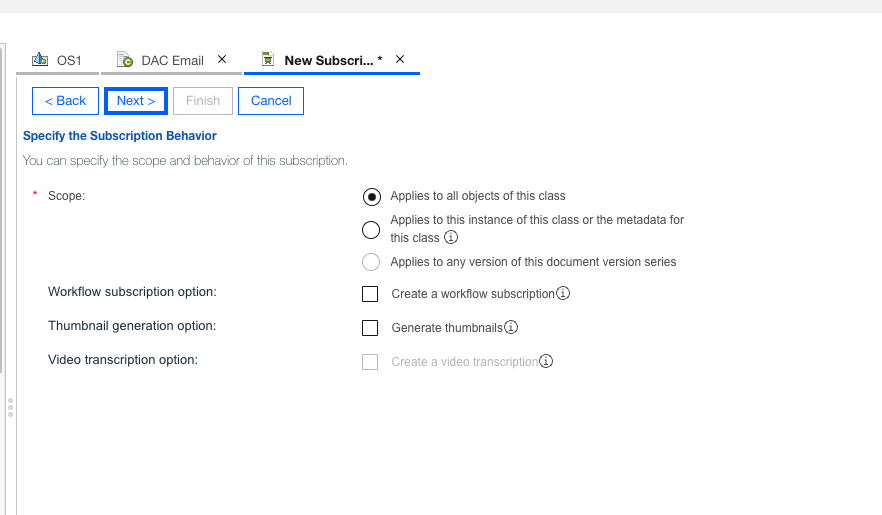 OS1 DAC Email New Subscri... *
< Back Next > Finish Cancel
Specify the Subscription Behavior
You can specify the scope and behavior of this subscription.
* Scope: Applies to all objects of this class
Applies to this instance of this class or the metadata for
this class
Applies to any version of this document version series
Workflow subscription option: Create a workflow subscription
Thumbnail generation option: Generate thumbnails
Video transcription option: Create a video transcription